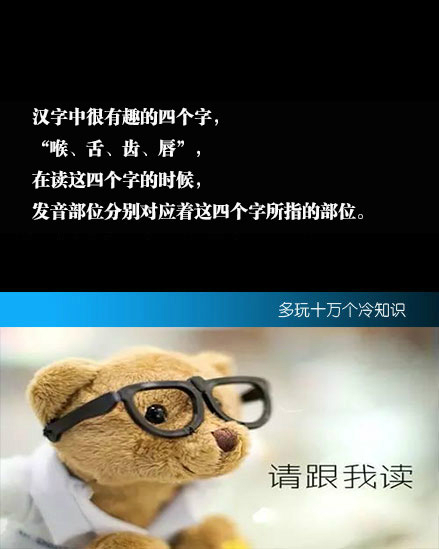 汉字中很有趣的四个字，
“喉、舌、齿、唇”，
在读这四个字的时候，
发音部位分别对应着这四个字所指的部位。
多玩十万个冷知识
请跟我读